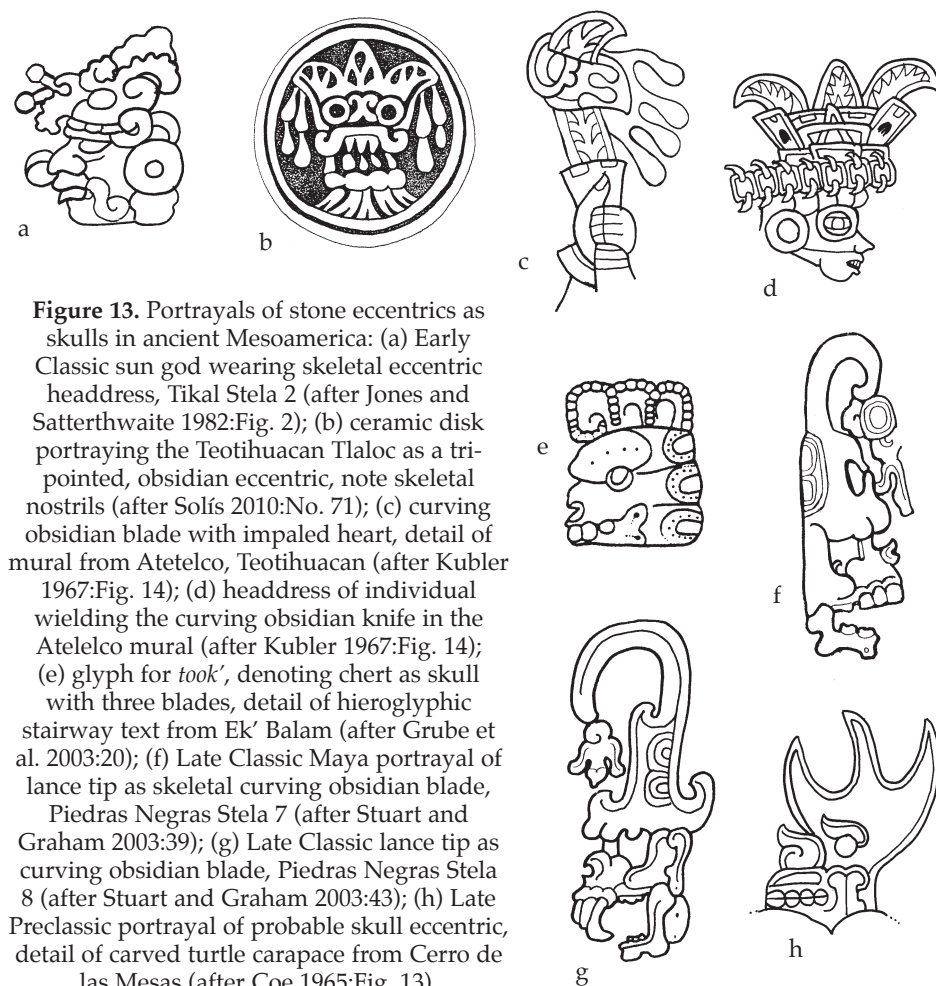 a
b
c
d
Figure 13. Portrayals of stone eccentrics as
skulls in ancient Mesoamerica: (a) Early
Classic sun god wearing skeletal eccentric
headdress, Tikal Stela 2 (after Jones and
Satterthwaite 1982:Fig. 2); (b) ceramic disk
portraying the Teotihuacan Tlaloc as a tri-
pointed, obsidian eccentric, note skeletal
nostrils (after Solís 2010:No. 71); (c) curving
obsidian blade with impaled heart, detail of
mural from Atetelco, Teotihuacan (after Kubler
1967:Fig. 14); (d) headdress of individual
wielding the curving obsidian knife in the
Atelelco mural (after Kubler 1967:Fig. 14);
(e) glyph for took’, denoting chert as skull
with three blades, detail of hieroglyphic
stairway text from Ek’ Balam (after Grube et
al. 2003:20); (f) Late Classic Maya portrayal of
lance tip as skeletal curving obsidian blade,
Piedras Negras Stela 7 (after Stuart and
Graham 2003:39); (g) Late Classic lance tip as
curving obsidian blade, Piedras Negras Stela
8 (after Stuart and Graham 2003:43); (h) Late
Preclassic portrayal of probable skull eccentric,
detail of carved turtle carapace from Cerro de
las Mesas (after Coe 1965:Fig. 13)
e
f
g
h